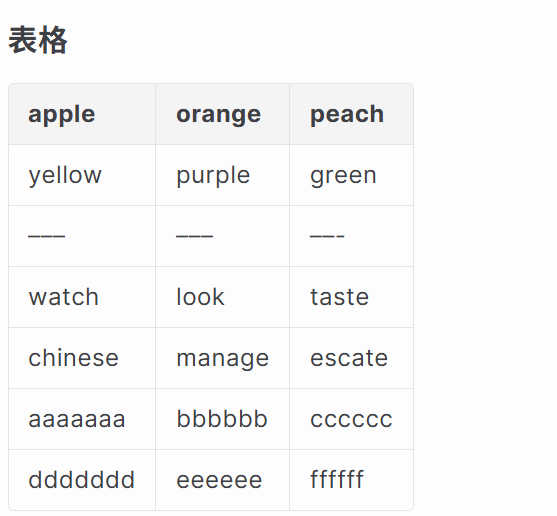 表格
apple orange peach
yellow purple green
—– —– —-
watch look taste
chinese manage escate
aaaaaaa bbbbbb cccccc
ddddddd eeeeee ffffff